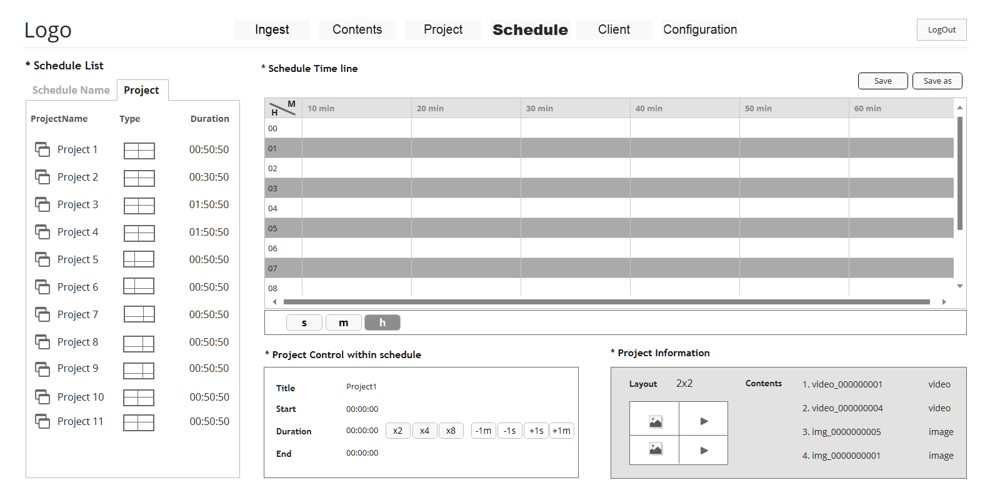 Logo
Ingest Contents Project Schedule Client Configuration
LogOut
* Schedule List
Schedule Name Project
ProjectName Type Duration
Project 1 00:50:50
Project 2 00:30:50
Project 3 01:50:50
Project 4 01:50:50
Project 5 00:50:50
Project 6 00:50:50
Project 7 00:50:50
Project 8 00:50:50
Project 9 00:50:50
Project 10 00:50:50
Project 11 00:50:50
* Schedule Time line
Save Save as
M
H
10 min 20 min 30 min 40 min 50 min 60 min
00
01
02
03
04
05
06
07
08
s m h
* Project Control within schedule
Title Project1
Start 00:00:00
Duration 00:00:00 x2 x4 x8 -1m -1s +1s +1m
End 00:00:00
* Project Information
Layout 2x2
Contents
1. video_000000001 video
2. video_000000004 video
3. img_0000000005 image
4. img_000000001 image